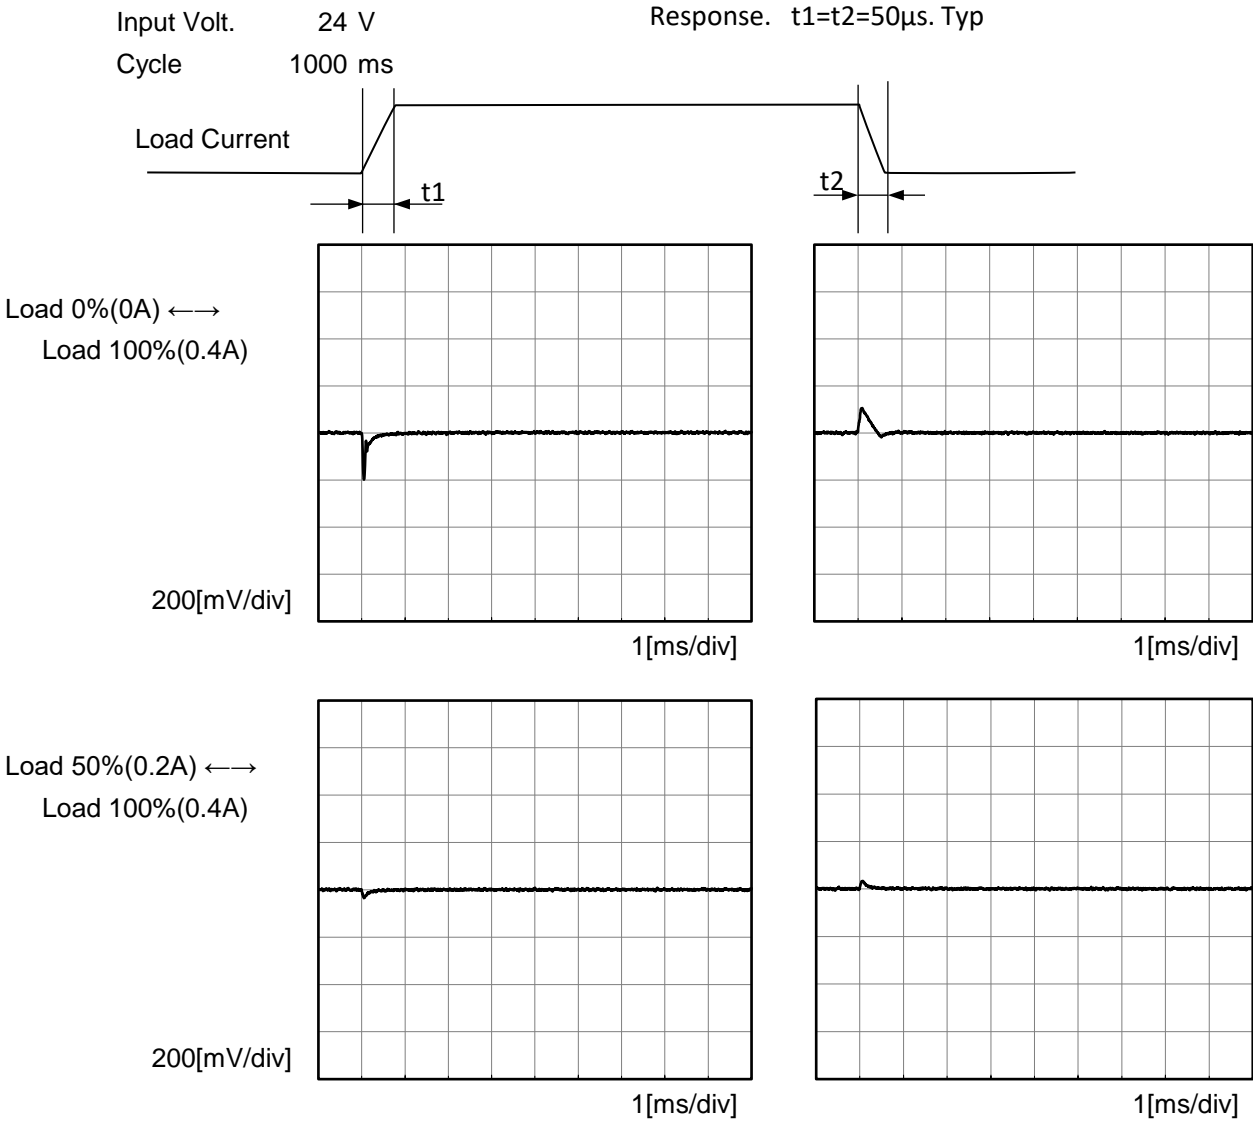 Input Volt. 24 V
Response. t1=t2=50µs. Typ
Cycle 1000 ms
Load Current
t1
t2
Load 0%(0A) ←→
Load 100%(0.4A)
200[mV/div]
1[ms/div]
1[ms/div]
Load 50%(0.2A) ←→
Load 100%(0.4A)
200[mV/div]
1[ms/div]
1[ms/div]